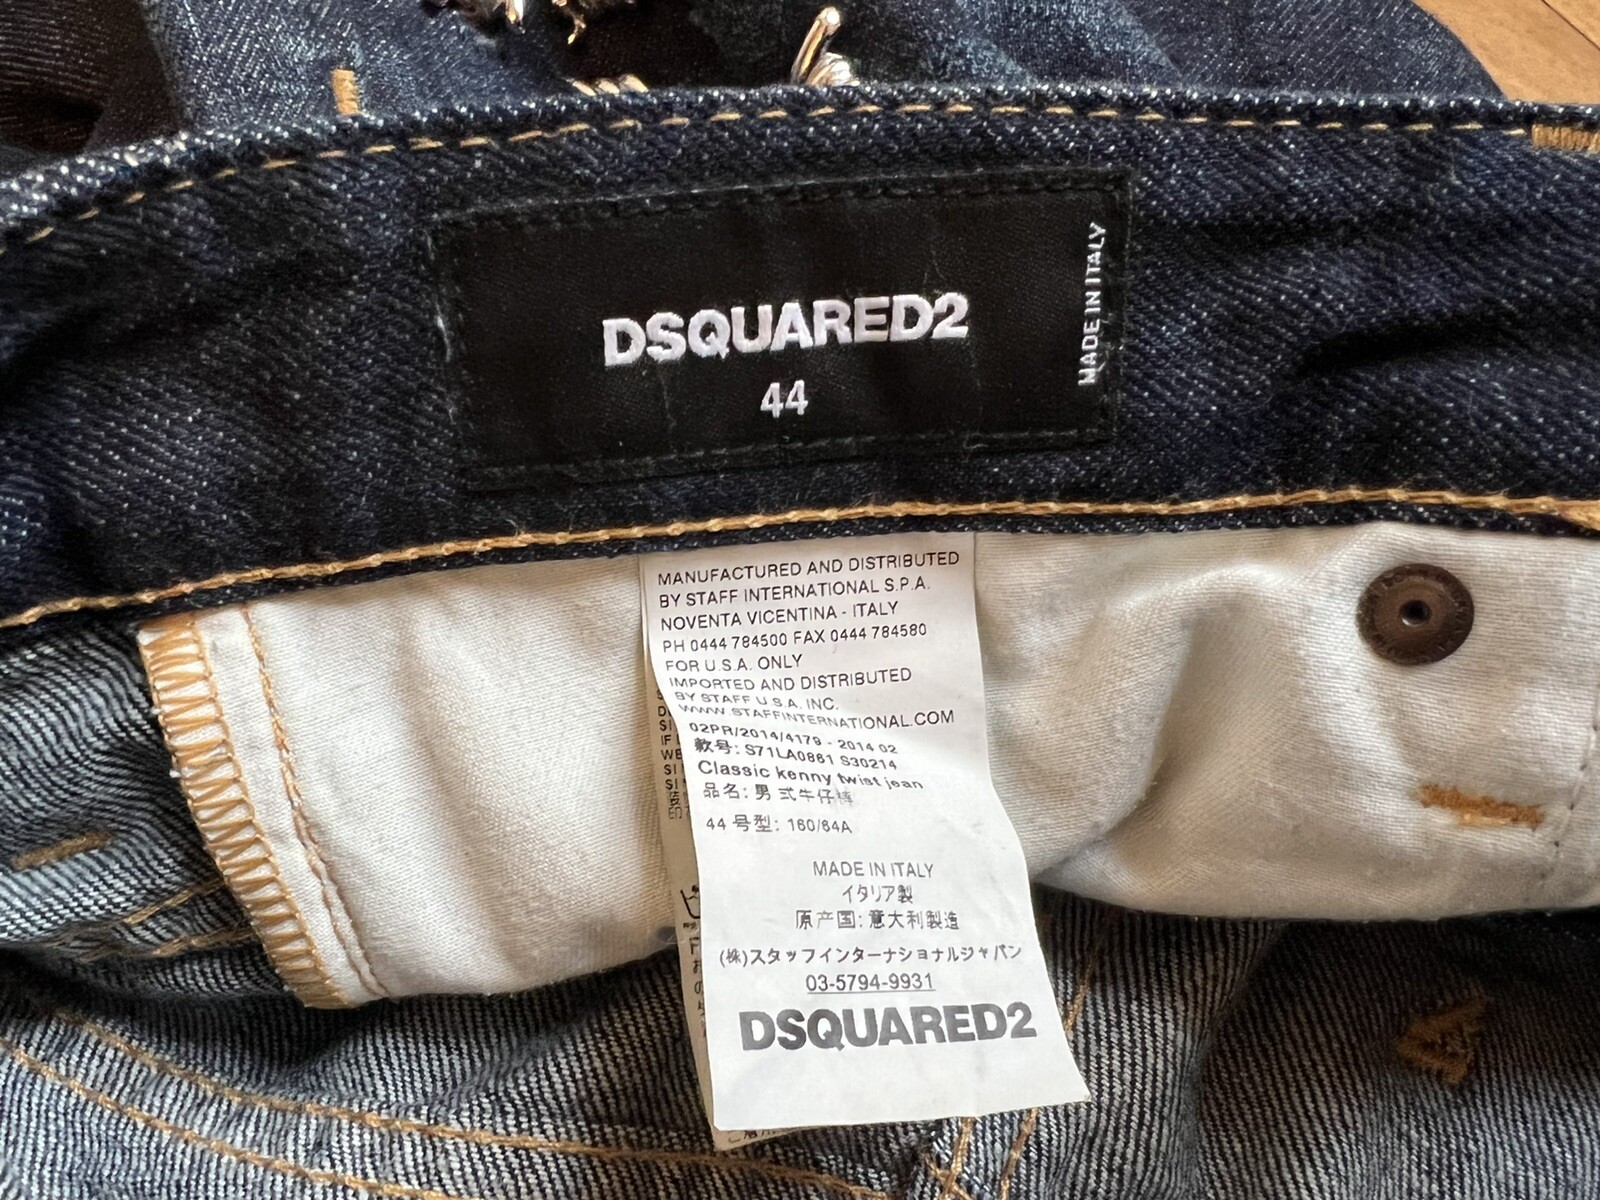 DSQUARED2
44
MADE IN ITALY
MANUFACTURED AND DISTRIBUTED
BY STAFF INTERNATIONAL S.P.A.
NOVENTA VICENTINA - ITALY
PH 0444 784500 FAX 0444 784580
FOR U.S.A. ONLY
IMPORTED AND DISTRIBUTED
BY STAFF U.S.A. INC.
WWW.STAFFINTERNATIONAL.COM
02PR/2014/4179 - 2014 02
款号: S71LA0861 S30214
Classic kenny twist jean
品名: 男式牛仔裤
44 号型: 160/64A
MADE IN ITALY
イタリア製
原产国: 意大利製造
(株)スタッフインターナショナルジャパン
03-5794-9931
DSQUARED2